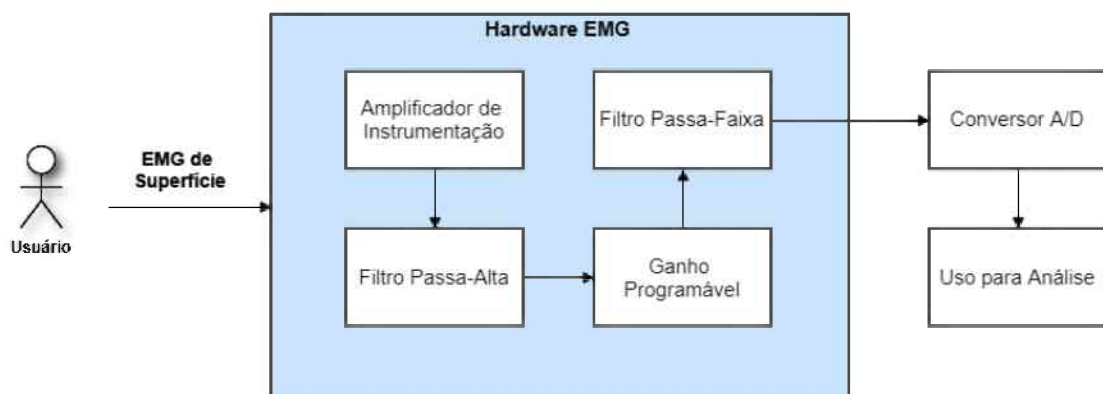 Hardware EMG
Amplificador de
Instrumentação
Filtro Passa-Faixa
Conversor A/D
EMG de
Superfície
Usuário
Filtro Passa-Alta
Ganho
Programável
Uso para Análise